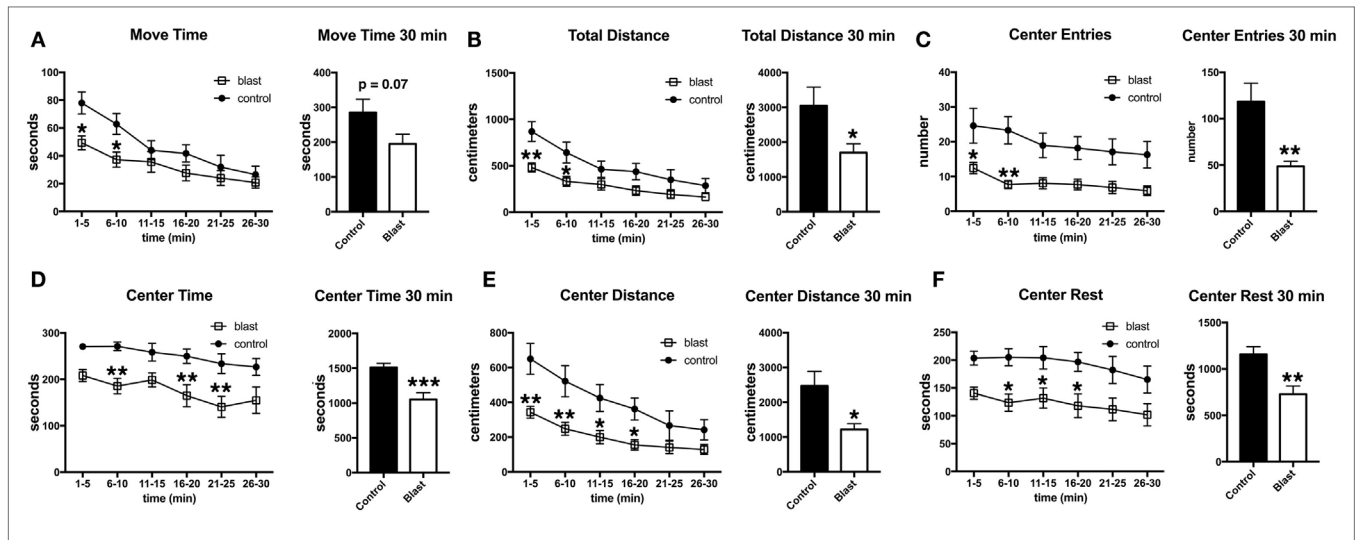 A
Move Time
Move Time 30 min
B
Total Distance
Total Distance 30 min
C
Center Entries
Center Entries 30 min
seconds
100
80
60
40
20
0
blast
control
*
*
1-5
6-10
11-15
16-20
21-25
26-30
time (min)
seconds
400
300
200
100
0
p = 0.07
Control
Blast
centimeters
1500
1000
500
0
blast
control
**
*
1-5
6-10
11-15
16-20
21-25
26-30
time (min)
centimeters
4000
3000
2000
1000
0
*
Control
Blast
number
40
30
20
10
0
blast
control
*
**
1-5
6-10
11-15
16-20
21-25
26-30
time (min)
number
150
100
50
0
**
Control
Blast
D
Center Time
Center Time 30 min
E
Center Distance
Center Distance 30 min
F
Center Rest
Center Rest 30 min
seconds
300
200
100
0
blast
control
**
**
**
1-5
6-10
11-15
16-20
21-25
26-30
time (min)
seconds
2000
1500
1000
500
0
***
Control
Blast
centimeters
800
600
400
200
0
blast
control
**
**
*
*
1-5
6-10
11-15
16-20
21-25
26-30
time (min)
centimeters
4000
3000
2000
1000
0
*
Control
Blast
seconds
250
200
150
100
50
0
blast
control
*
*
*
1-5
6-10
11-15
16-20
21-25
26-30
time (min)
seconds
1500
1000
500
0
**
Control
Blast